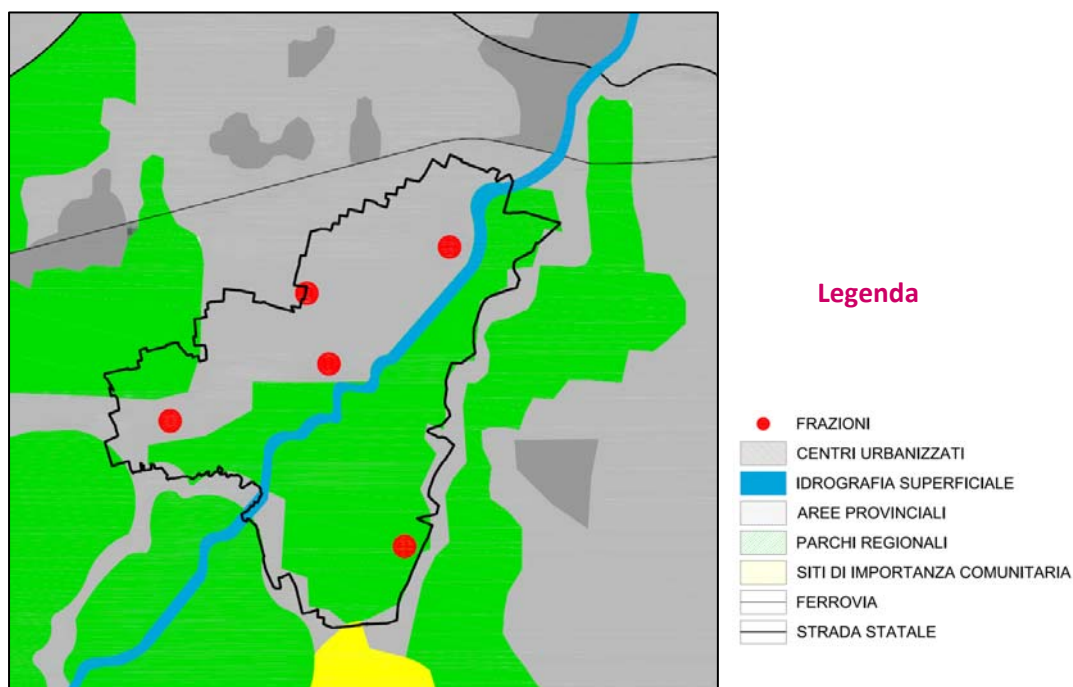 Legenda
FRAZIONI
CENTRI URBANIZZATI
IDROGRAFIA SUPERFICIALE
AREE PROVINCIALI
PARCHI REGIONALI
SITI DI IMPORTANZA COMUNITARIA
FERROVIA
STRADA STATALE